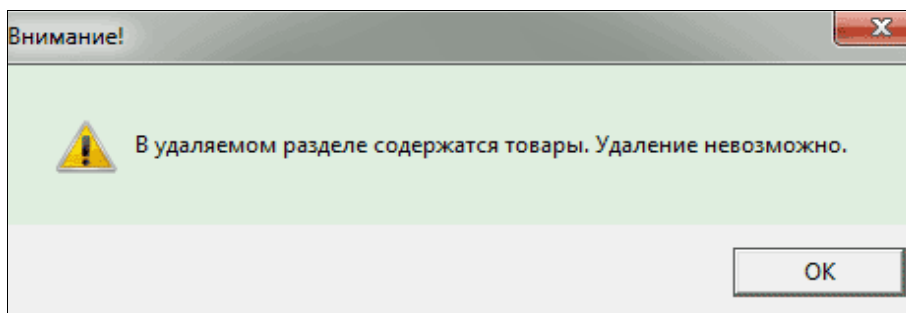 Внимание!
В удаляемом разделе содержатся товары. Удаление невозможно.
OK